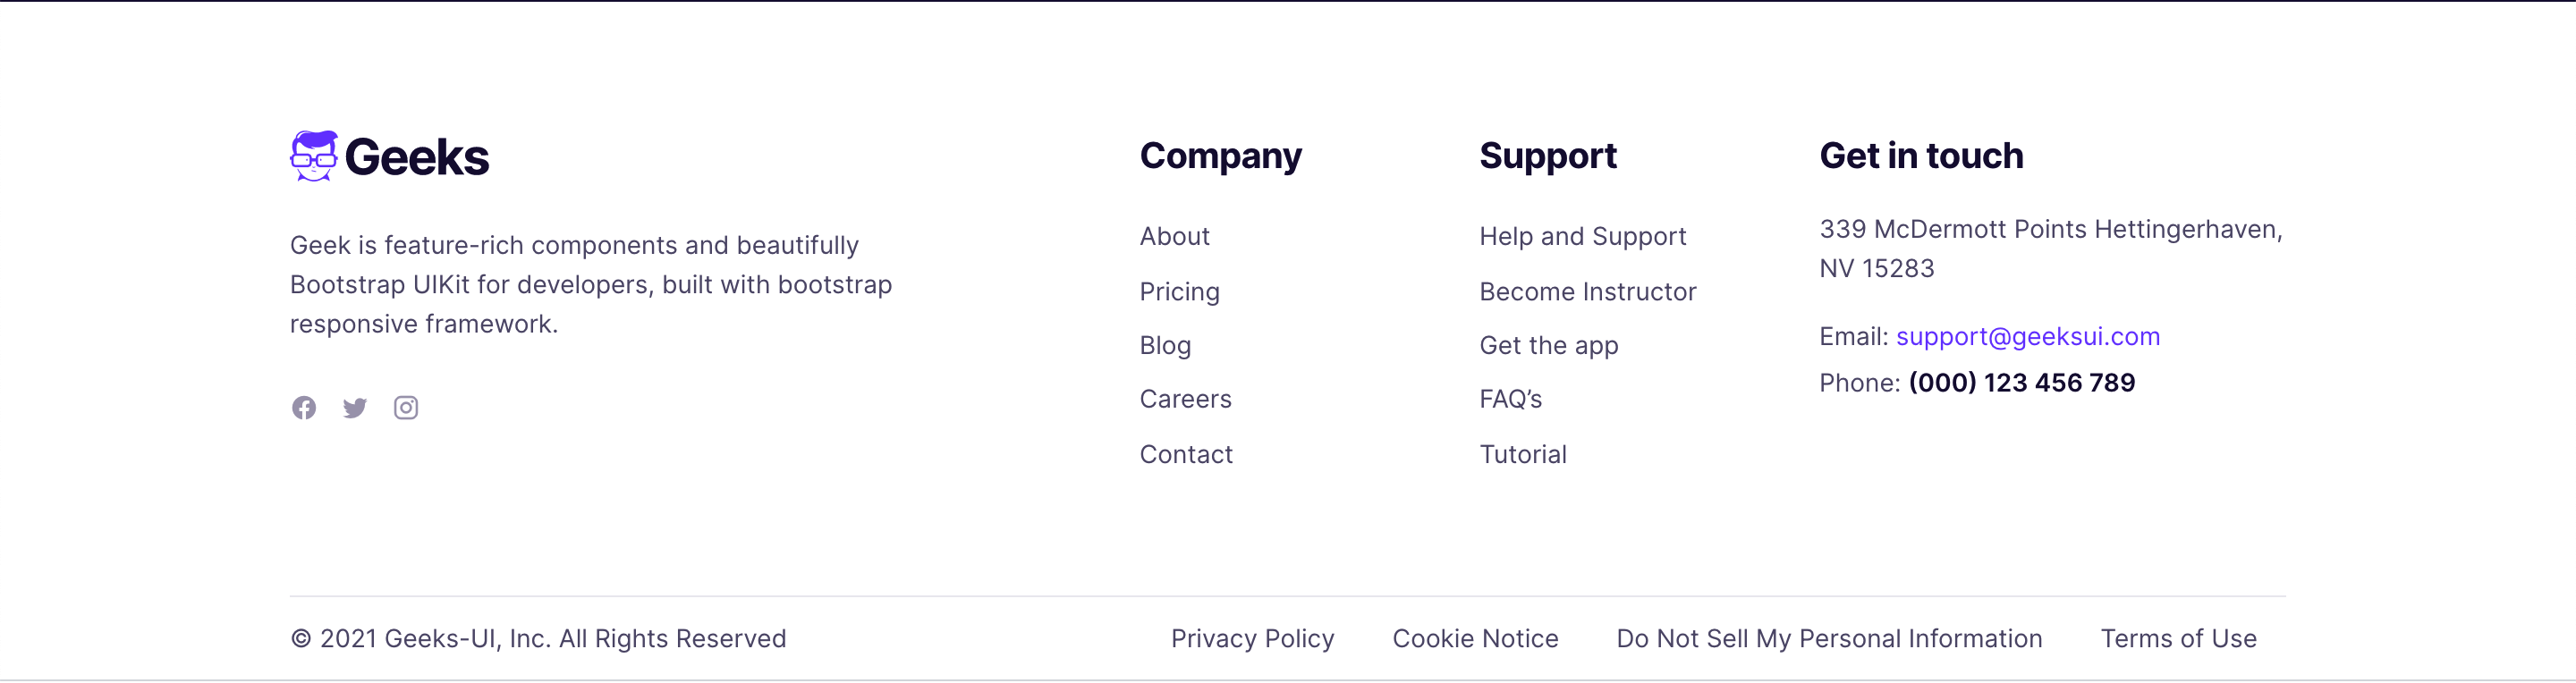 Geeks
Geek is feature-rich components and beautifully
Bootstrap UIKit for developers, built with bootstrap
responsive framework.
Company
About
Pricing
Blog
Careers
Contact
Support
Help and Support
Become Instructor
Get the app
FAQ’s
Tutorial
Get in touch
339 McDermott Points Hettingerhaven,
NV 15283
Email: support@geeksui.com
Phone: (000) 123 456 789
© 2021 Geeks-UI, Inc. All Rights Reserved
Privacy Policy Cookie Notice Do Not Sell My Personal Information Terms of Use